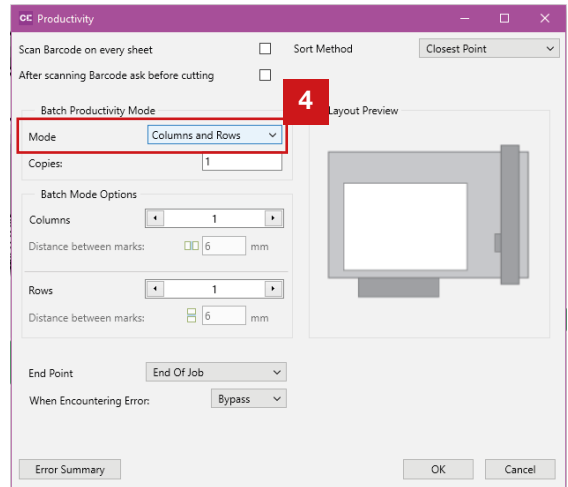 CC Productivity
Scan Barcode on every sheet
Sort Method Closest Point
After scanning Barcode ask before cutting
4
Batch Productivity Mode
Layout Preview
Mode Columns and Rows
Copies: 1
Batch Mode Options
Columns 1
Distance between marks: 6 mm
Rows 1
Distance between marks: 6 mm
End Point End Of Job
When Encountering Error: Bypass
Error Summary OK Cancel